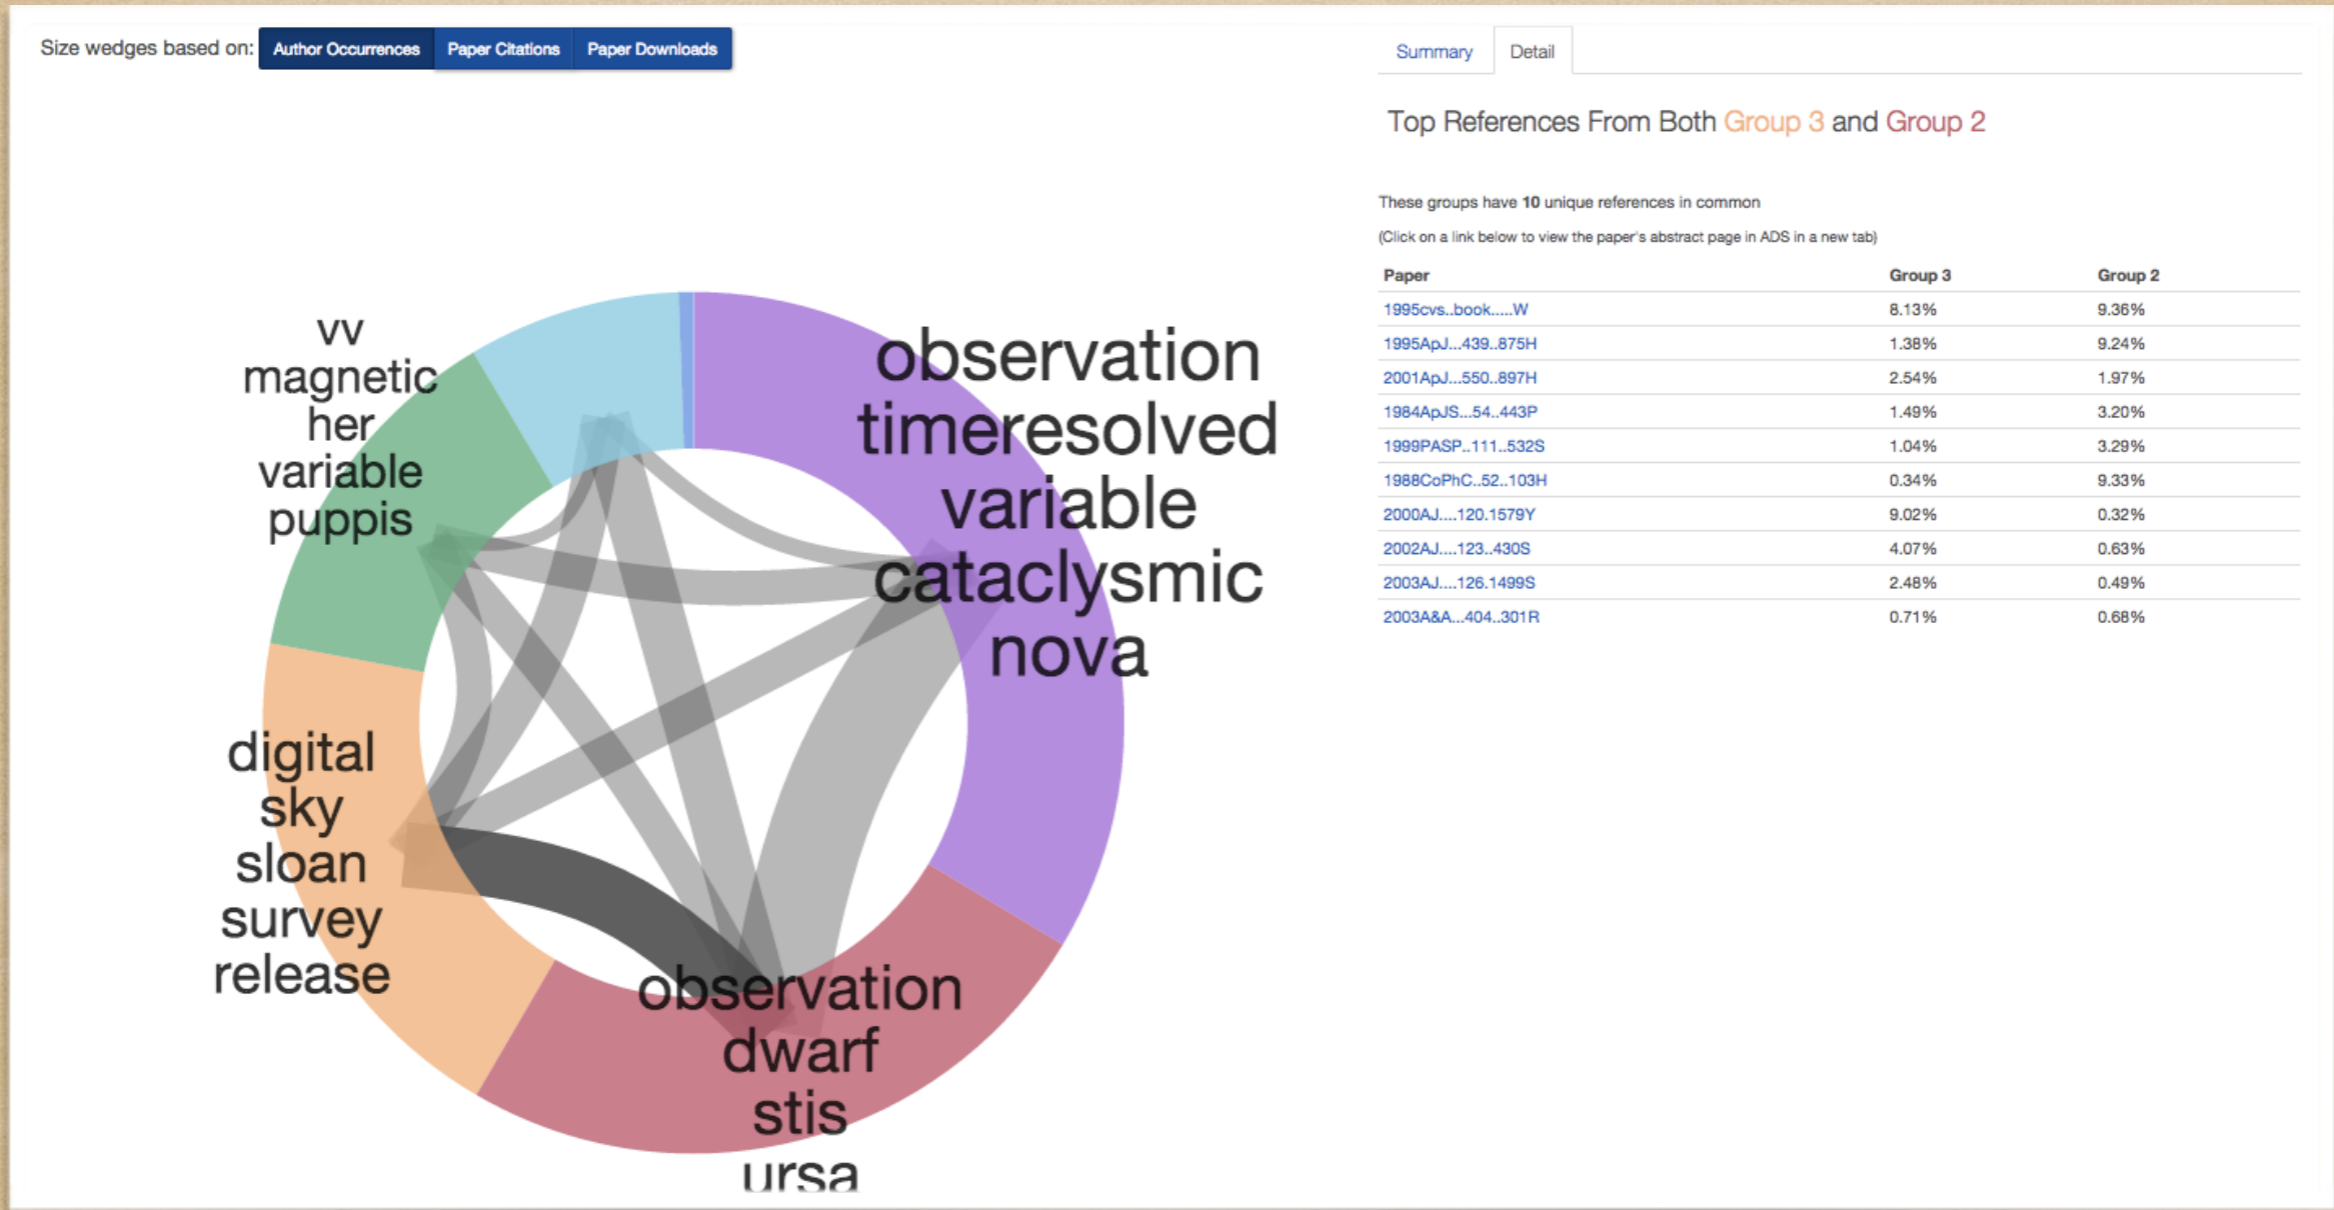 Size wedges based on: Author Occurrences Paper Citations Paper Downloads
Summary Detail
Top References From Both Group 3 and Group 2
These groups have 10 unique references in common
(Click on a link below to view the paper's abstract page in ADS in a new tab)
Paper Group 3 Group 2
1995cvs..book.....W 8.13% 9.36%
1995ApJ...439..875H 1.38% 9.24%
2001ApJ...550..897H 2.54% 1.97%
1984ApJS...54..443P 1.49% 3.20%
1999PASP..111..532S 1.04% 3.29%
1988CoPhC..52..103H 0.34% 9.33%
2000AJ....120.1579Y 9.02% 0.32%
2002AJ....123..430S 4.07% 0.63%
2003AJ....126.1499S 2.48% 0.49%
2003A&A...404..301R 0.71% 0.68%
vv
magnetic
her
variable
puppis
observation
timeresolved
variable
cataclysmic
nova
digital
sky
sloan
survey
release
observation
dwarf
stis
ursa